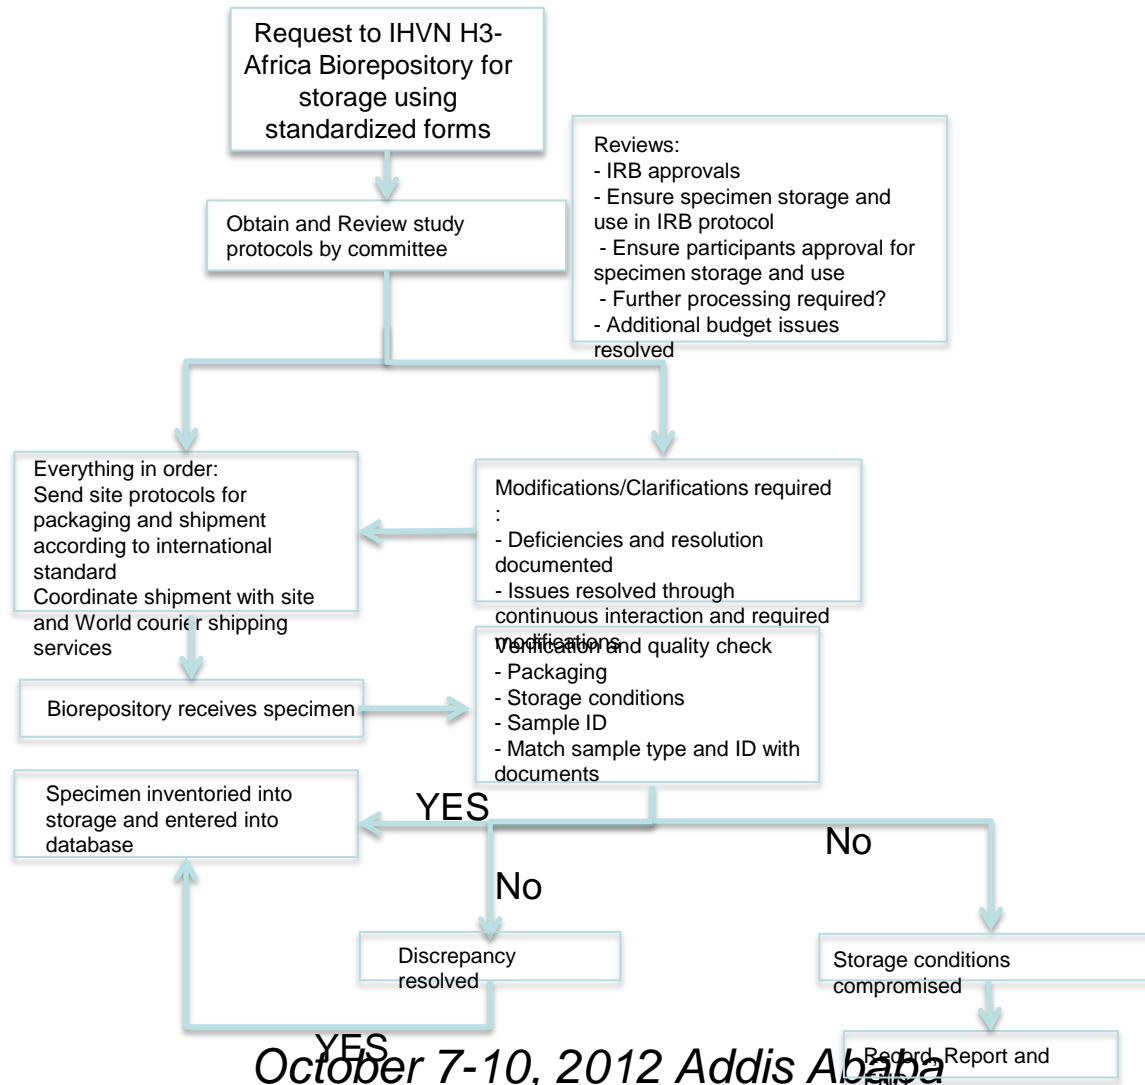 Request to IHVN H3-
Africa Biorepository for
storage using
standardized forms
Reviews:
- IRB approvals
- Ensure specimen storage and
use in IRB protocol
- Ensure participants approval for
specimen storage and use
- Further processing required?
- Additional budget issues
resolved
Obtain and Review study
protocols by committee
Everything in order:
Send site protocols for
packaging and shipment
according to international
standard
Coordinate shipment with site
and World courier shipping
services
Modifications/Clarifications required
:
- Deficiencies and resolution
documented
- Issues resolved through
continuous interaction and required
modifications
Verification and quality check
- Packaging
- Storage conditions
- Sample ID
- Match sample type and ID with
documents
Biorepository receives specimen
Specimen inventoried into
storage and entered into
database
YES
No
No
Discrepancy
resolved
Storage conditions
compromised
YES
Record, Report and
October 7-10, 2012 Addis Ababa